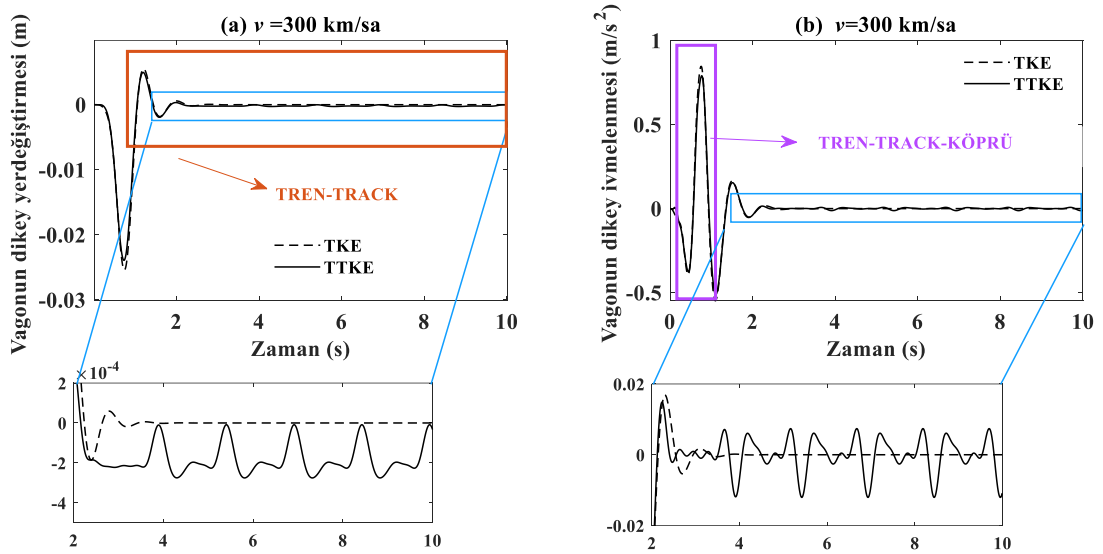 (a) v =300 km/sa
Vagonun dikey yerdeğiştirmesi (m)
0
-0.01
-0.02
-0.03
TREN-TRACK
TKE
TTKE
2 4 6 8 10
Zaman (s)
×10⁻⁴
2
0
-2
-4
2 4 6 8 10
(b) v=300 km/sa
Vagonun dikey ivmelenmesi (m/s²)
1
0.5
0
-0.5
TKE
TTKE
TREN-TRACK-KÖPRÜ
0 2 4 6 8 10
Zaman (s)
0.02
0
-0.02
2 4 6 8 10